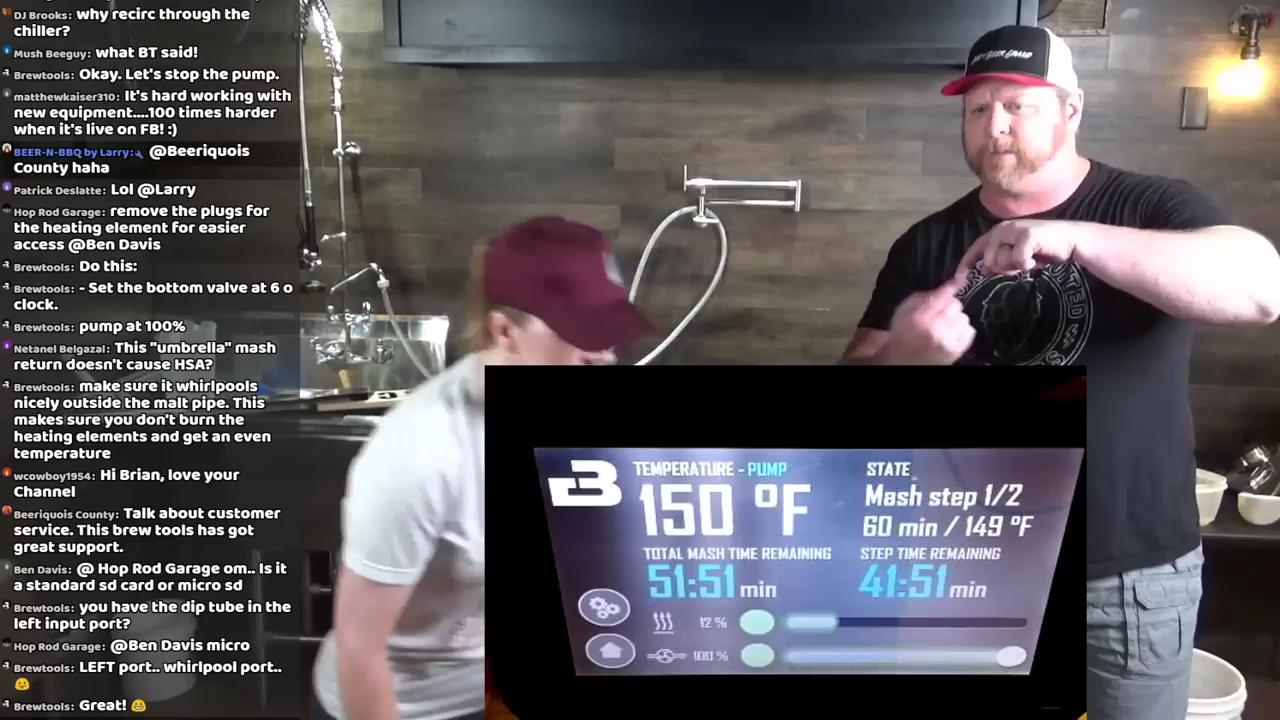 DJ Brooks: why recirc through the
chiller?
Mush Beeguy: what BT said!
Brewtools: Okay. Let's stop the pump.
matthewkaiser310: It's hard working with
new equipment....100 times harder
when it's live on FB! :)
BEER-N-BBQ by Larry: @Beeriquois
County haha
Patrick Deslatte: Lol @Larry
Hop Rod Garage: remove the plugs for
the heating element for easier
access @Ben Davis
Brewtools: Do this:
Brewtools: - Set the bottom valve at 6 o
clock.
Brewtools: pump at 100%
Netanel Belgazal: This "umbrella" mash
return doesn't cause HSA?
Brewtools: make sure it whirlpools
nicely outside the malt pipe. This
makes sure you don't burn the
heating elements and get an even
temperature
wcowboy1954: Hi Brian, love your
Channel
Beeriquois County: Talk about customer
service. This brew tools has got
great support.
Ben Davis: @ Hop Rod Garage om.. Is it
a standard sd card or micro sd
Brewtools: you have the dip tube in the
left input port?
Hop Rod Garage: @Ben Davis micro
Brewtools: LEFT port.. whirlpool port..
🙂
Brewtools: Great! 😀
TEMPERATURE - PUMP
150 °F
STATE
Mash step 1/2
60 min / 149 °F
TOTAL MASH TIME REMAINING
51:51 min
STEP TIME REMAINING
41:51 min
12 %
100 %